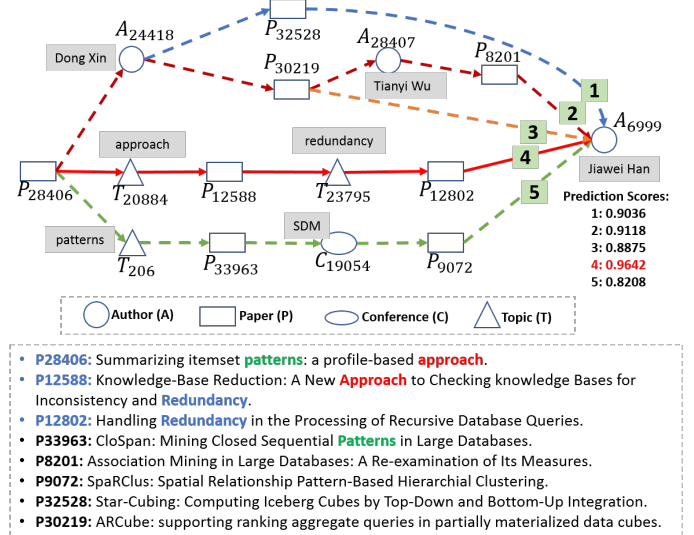 P32528
A24418
A28407
Dong Xin
P30219
P8201
Tianyi Wu
1
2
3
A6999
approach
redundancy
4
Jiawei Han
P28406
T20884
P12588
T23795
P12802
5
Prediction Scores:
1: 0.9036
2: 0.9118
3: 0.8875
4: 0.9642
5: 0.8208
patterns
SDM
T206
P33963
C19054
P9072
Author (A)
Paper (P)
Conference (C)
Topic (T)
• P28406: Summarizing itemset patterns: a profile-based approach.
• P12588: Knowledge-Base Reduction: A New Approach to Checking knowledge Bases for
Inconsistency and Redundancy.
• P12802: Handling Redundancy in the Processing of Recursive Database Queries.
• P33963: CloSpan: Mining Closed Sequential Patterns in Large Databases.
• P8201: Association Mining in Large Databases: A Re-examination of Its Measures.
• P9072: SpaRClus: Spatial Relationship Pattern-Based Hierarchial Clustering.
• P32528: Star-Cubing: Computing Iceberg Cubes by Top-Down and Bottom-Up Integration.
• P30219: ARCube: supporting ranking aggregate queries in partially materialized data cubes.